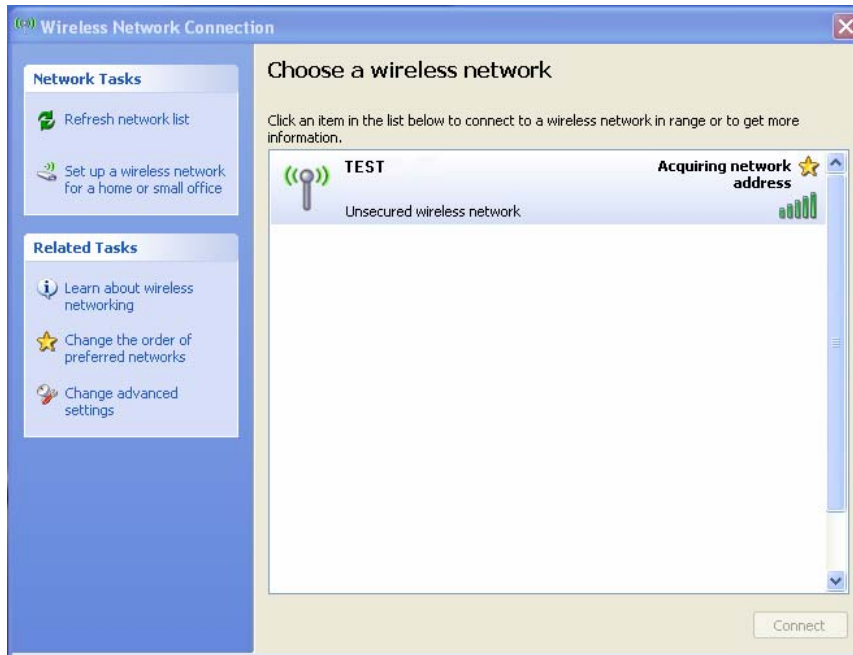 Wireless Network Connection
Network Tasks
Refresh network list
Set up a wireless network
for a home or small office
Related Tasks
Learn about wireless
networking
Change the order of
preferred networks
Change advanced
settings
Choose a wireless network
Click an item in the list below to connect to a wireless network in range or to get more
information.
TEST
Acquiring network
address
Unsecured wireless network
Connect